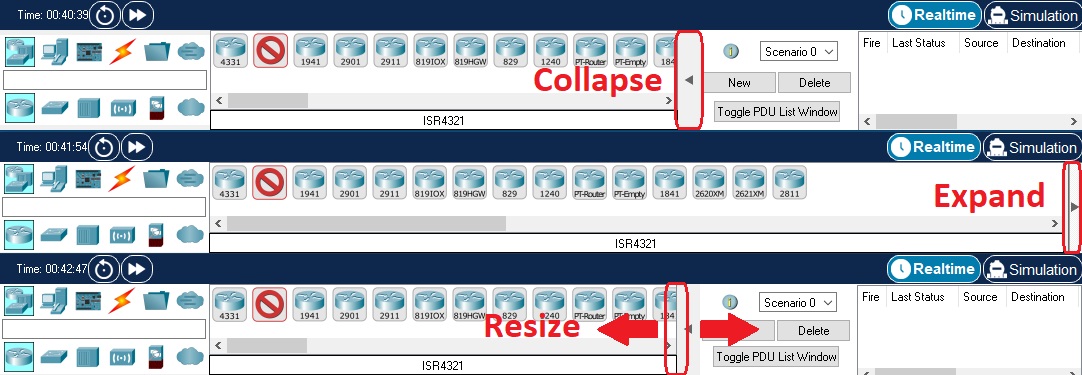 Time: 00:40:39
Realtime
Simulation
4331 1941 2901 2911 819IOX 819HGW 829 1240 PT-Router PT-Empty 184
Collapse
Scenario 0
New Delete
Toggle PDU List Window
Fire Last Status Source Destination
ISR4321
Time: 00:41:54
Realtime
Simulation
4331 1941 2901 2911 819IOX 819HGW 829 1240 PT-Router PT-Empty 1841 2620XM 2621XM 2811
Expand
ISR4321
Time: 00:42:47
Realtime
Simulation
4331 1941 2901 2911 819IOX 819HGW 829 1240 PT-Router PT-Empty 184
Resize
Scenario 0
Delete
Toggle PDU List Window
Fire Last Status Source Destination
ISR4321